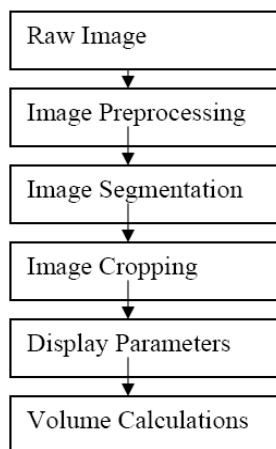 Raw Image
Image Preprocessing
Image Segmentation
Image Cropping
Display Parameters
Volume Calculations